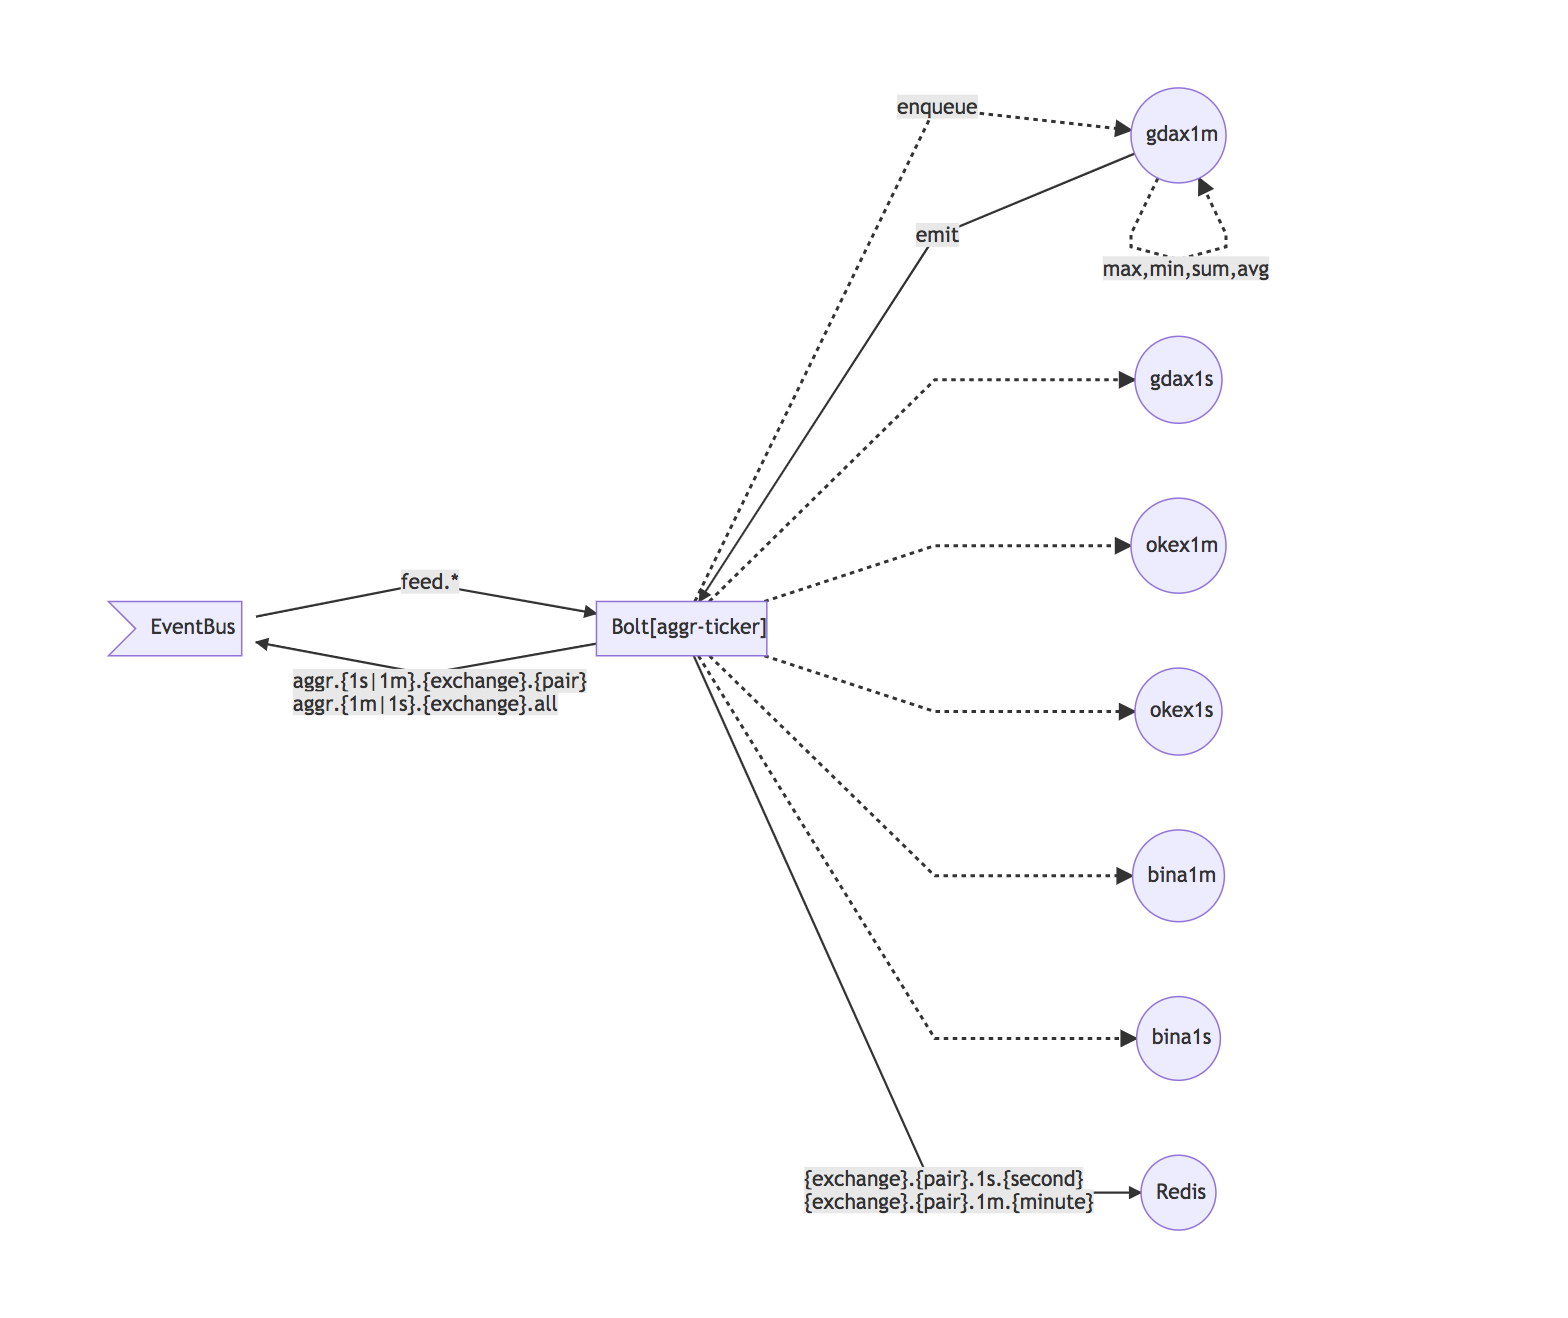 enqueue
gdax1m
emit
max,min,sum,avg
gdax1s
okex1m
feed.*
EventBus
Bolt[aggr-ticker]
aggr.{1s|1m}.{exchange}.{pair}
aggr.{1m|1s}.{exchange}.all
okex1s
bina1m
bina1s
{exchange}.{pair}.1s.{second}
{exchange}.{pair}.1m.{minute}
Redis